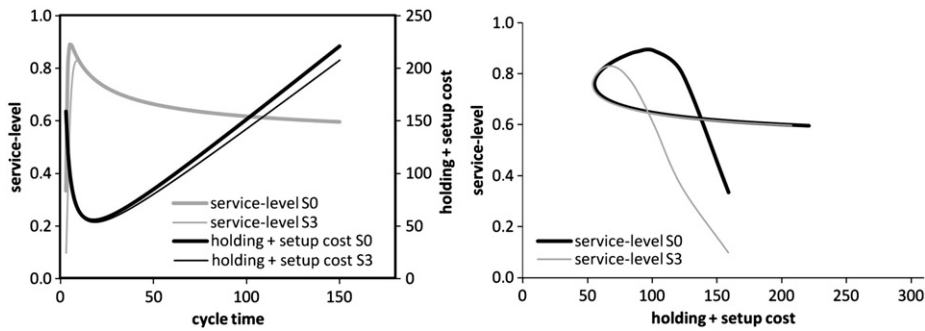 1.0
0.8
0.6
0.4
0.2
0.0
service-level
250
200
150
100
50
0
holding + setup cost
service-level S0
service-level S3
holding + setup cost S0
holding + setup cost S3
0
50
100
150
cycle time
1.0
0.8
0.6
0.4
0.2
0.0
service-level
service-level S0
service-level S3
0
50
100
150
200
250
300
holding + setup cost